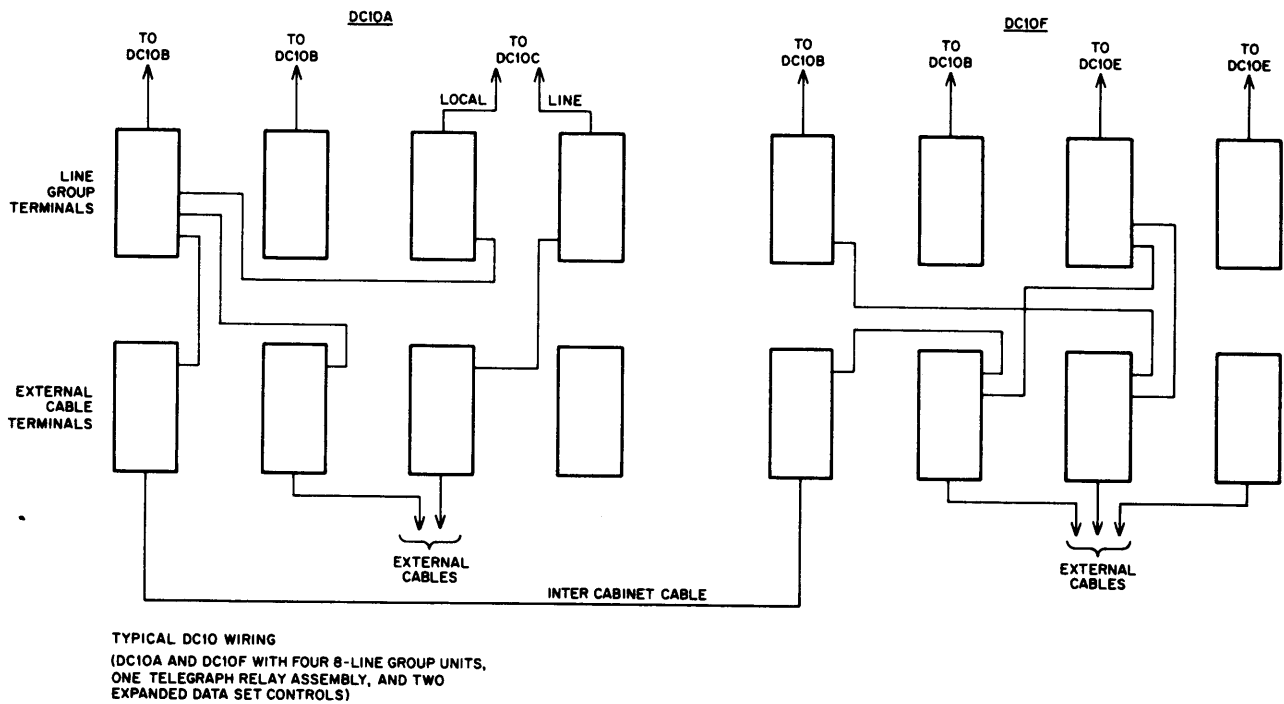 DC10A
DC10F
TO
DC10B
TO
DC10B
TO
DC10C
TO
DC10B
TO
DC10B
TO
DC10E
TO
DC10E
LOCAL
LINE
LINE
GROUP
TERMINALS
EXTERNAL
CABLE
TERMINALS
EXTERNAL
CABLES
EXTERNAL
CABLES
INTER CABINET CABLE
TYPICAL DC10 WIRING
(DC10A AND DC10F WITH FOUR 8-LINE GROUP UNITS,
ONE TELEGRAPH RELAY ASSEMBLY, AND TWO
EXPANDED DATA SET CONTROLS)